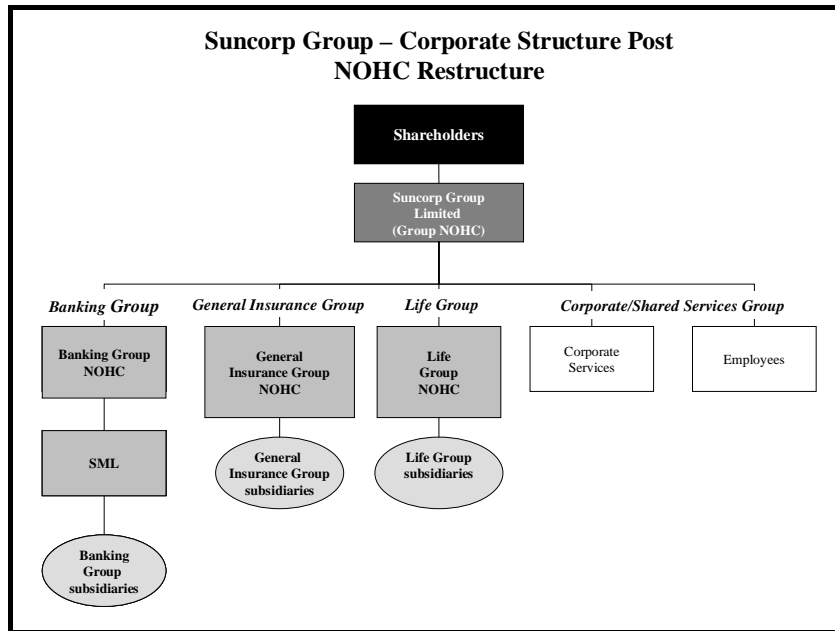 Suncorp Group – Corporate Structure Post
NOHC Restructure
Shareholders
Suncorp Group
Limited
(Group NOHC)
Banking Group
General Insurance Group
Life Group
Corporate/Shared Services Group
Banking Group
NOHC
General
Insurance Group
NOHC
Life
Group
NOHC
Corporate
Services
Employees
SML
General
Insurance Group
subsidiaries
Life Group
subsidiaries
Banking
Group
subsidiaries